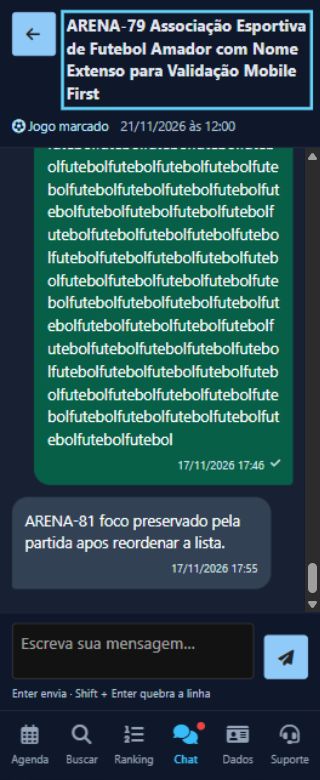 ARENA-79 Associação Esportiva
de Futebol Amador com Nome
Extenso para Validação Mobile
First
Jogo marcado 21/11/2026 às 12:00
olfutebolfutebolfutebolfutebolfute
bolfutebolfutebolfutebolfutebolfut
ebolfutebolfutebolfutebolfutebolf
utebolfutebolfutebolfutebolfutebo
lfutebolfutebolfutebolfutebolfuteb
olfutebolfutebolfutebolfutebolfute
bolfutebolfutebolfutebolfutebolfut
ebolfutebolfutebolfutebolfutebolf
utebolfutebolfutebolfutebolfutebo
lfutebolfutebolfutebolfutebolfuteb
olfutebolfutebolfutebolfutebolfute
bolfutebolfutebolfutebolfutebolfut
ebolfutebolfutebol
17/11/2026 17:46
ARENA-81 foco preservado pela
partida apos reordenar a lista.
17/11/2026 17:55
Escreva sua mensagem...
Enter envia · Shift + Enter quebra a linha
Agenda Buscar Ranking Chat Dados Suporte